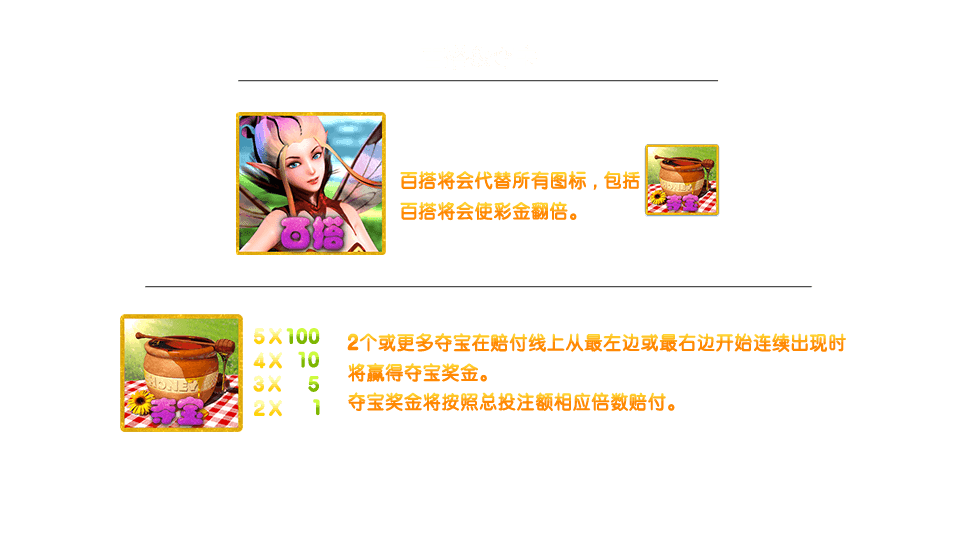 百搭将会代替所有图标，包括
百搭将会使彩金翻倍。
百搭
夺宝
HONEY
夺宝
5X100
4X 10
3X 5
2X 1
2个或更多夺宝在赔付线上从最左边或最右边开始连续出现时
将赢得夺宝奖金。
夺宝奖金将按照总投注额相应倍数赔付。